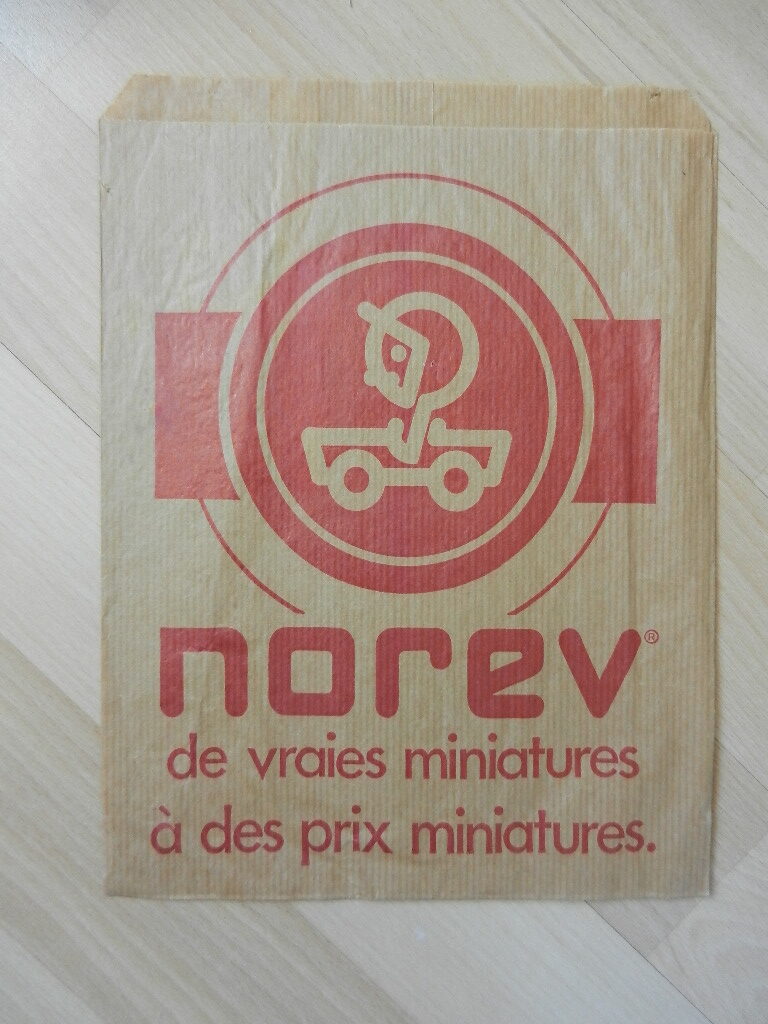 norev®
de vraies miniatures
à des prix miniatures.